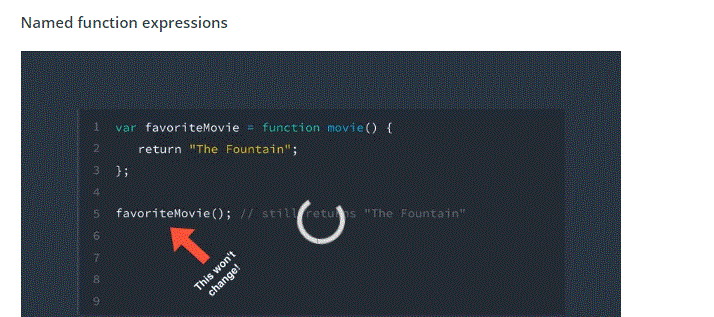 Named function expressions
1 var favoriteMovie = function movie() {
2 return "The Fountain";
3 };
4
5 favoriteMovie(); // still returns "The Fountain"
6
7
This won't
change!
8
9